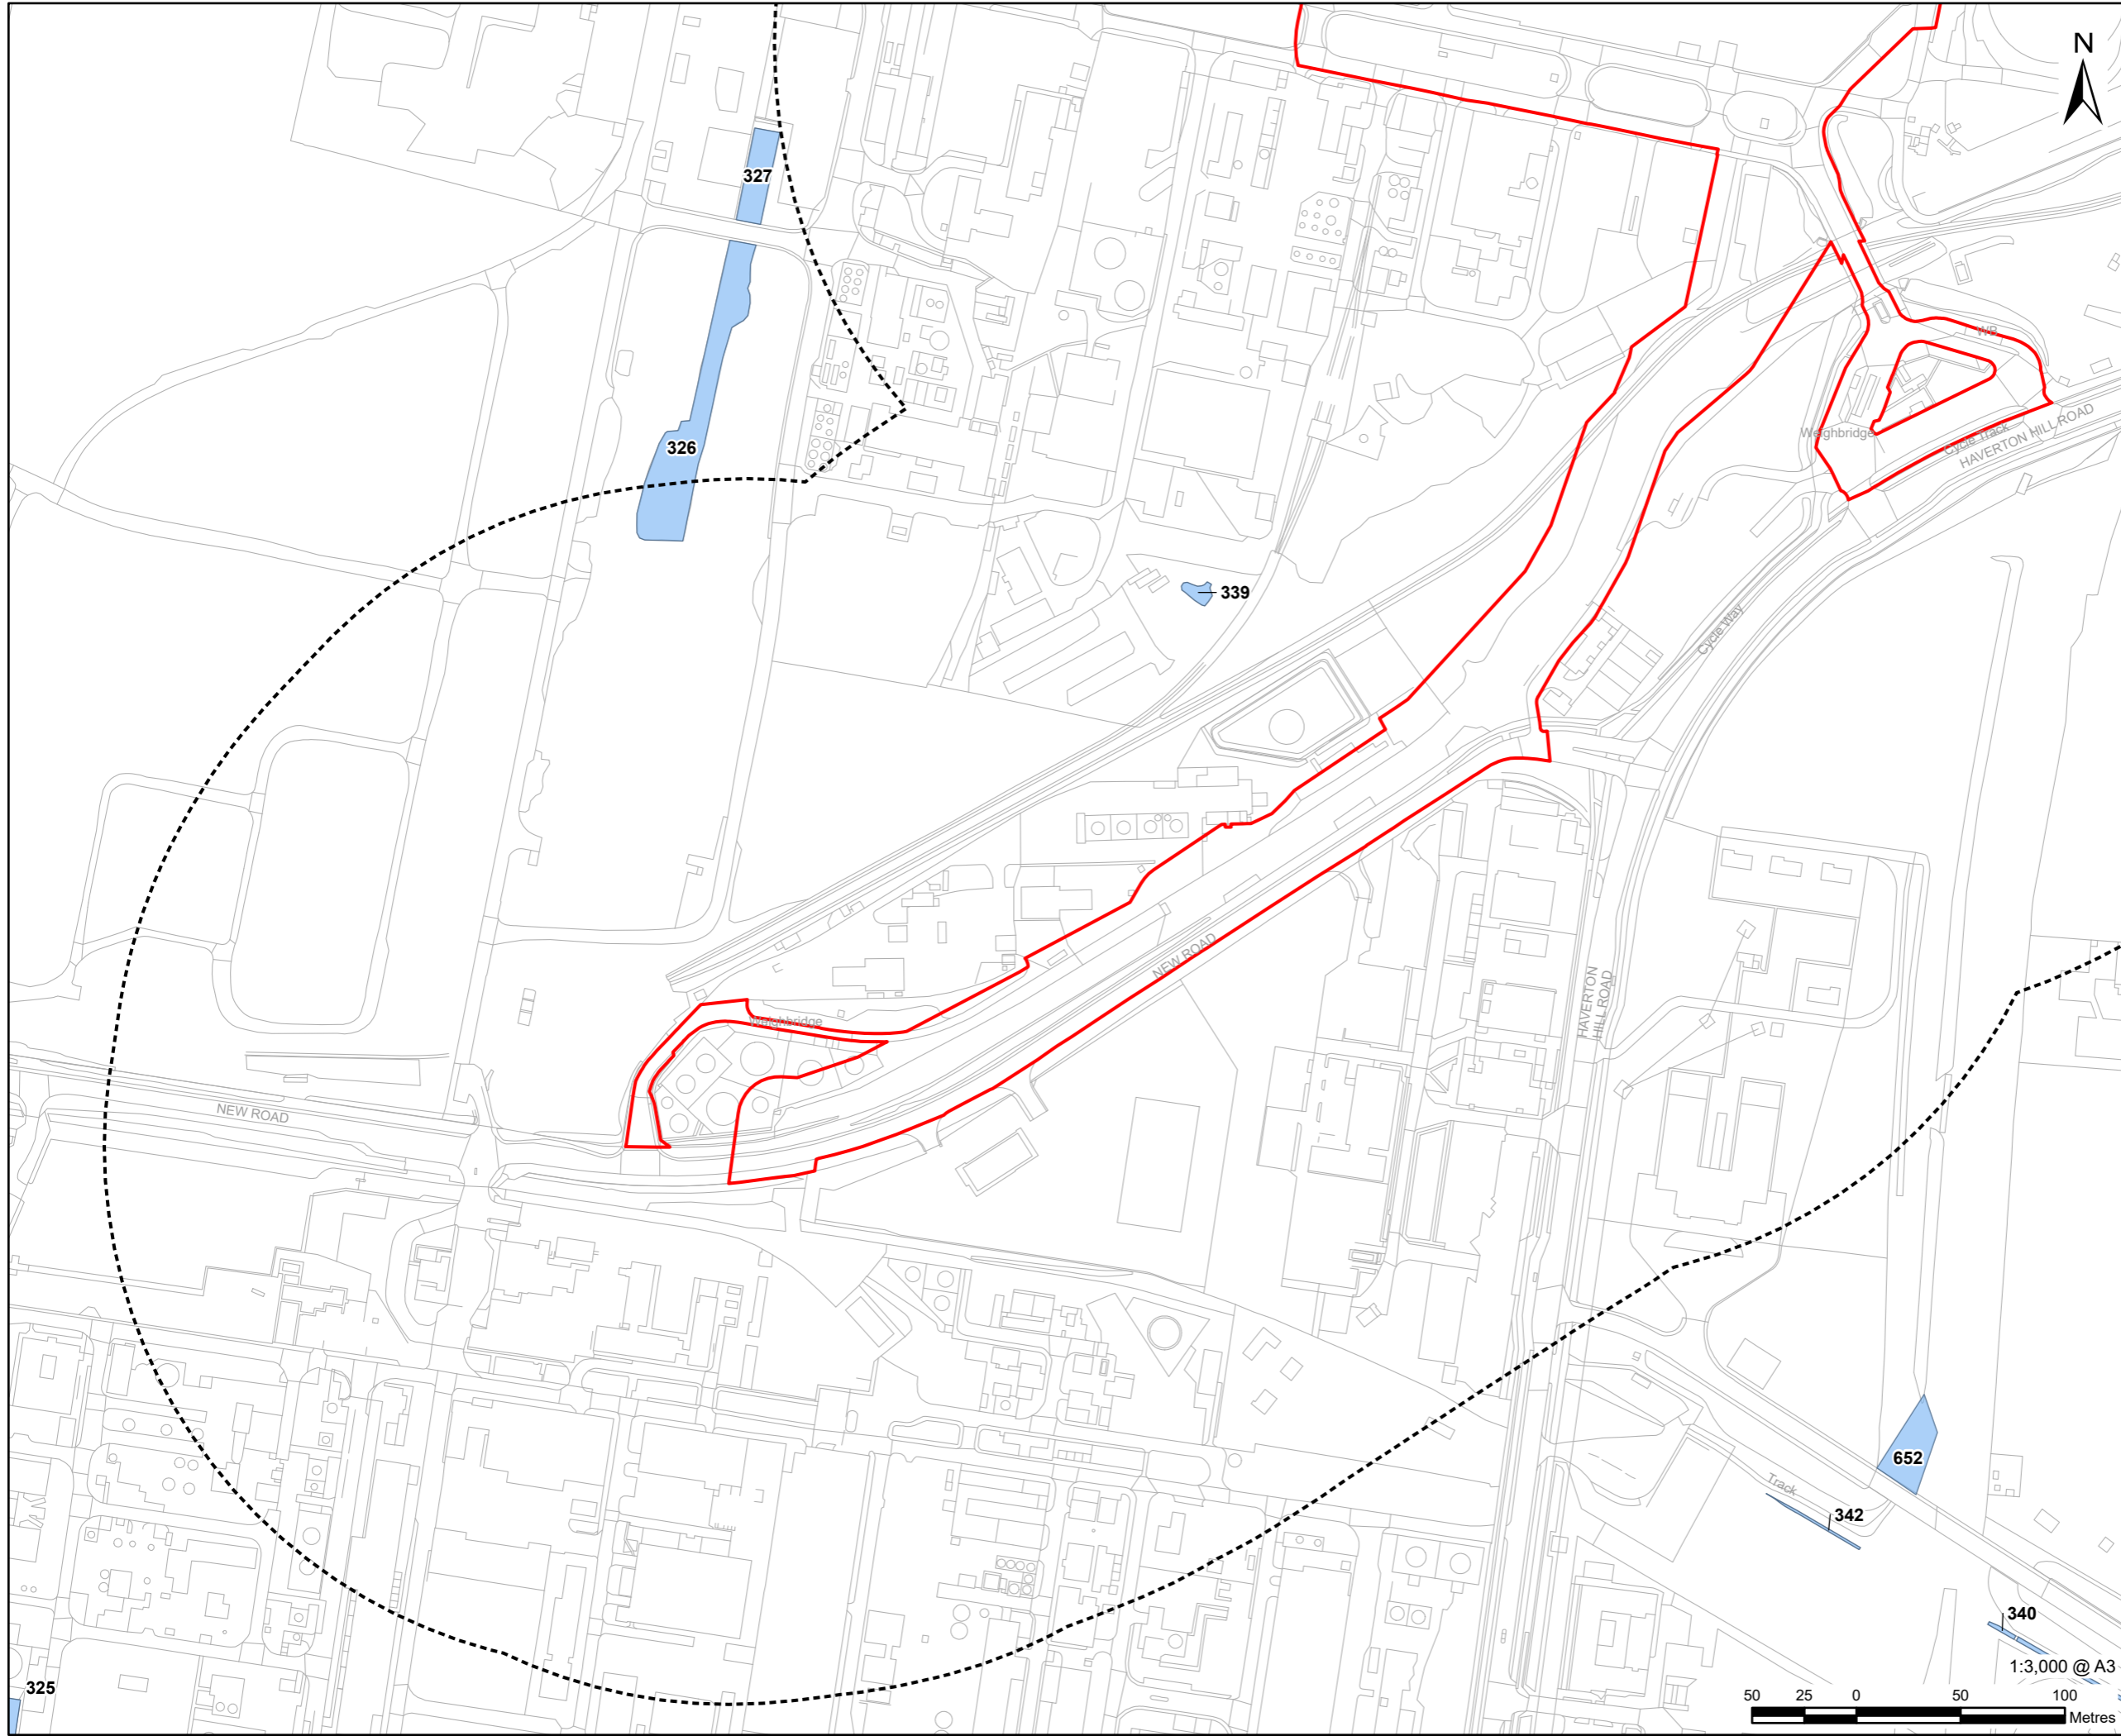 N
327
326
WB
Weighbridge
Cycle Track
HAVERTON HILL ROAD
339
Cycle Way
NEW ROAD
HAVERTON
HILL ROAD
Weighbridge
NEW ROAD
652
Track
342
340
325
1:3,000 @ A3
50 25 0 50 100
Metres